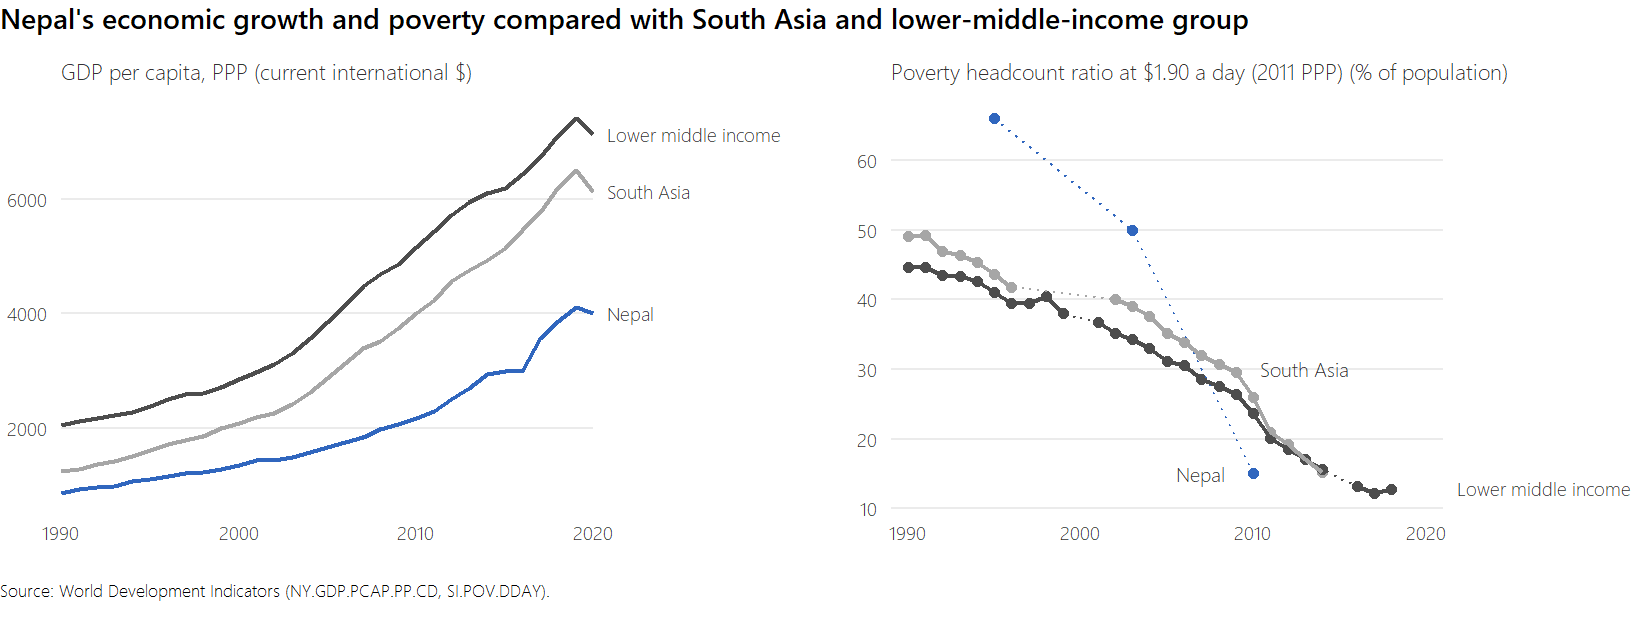 Nepal's economic growth and poverty compared with South Asia and lower-middle-income group
GDP per capita, PPP (current international $)
Lower middle income
South Asia
Nepal
6000
4000
2000
1990
2000
2010
2020
Poverty headcount ratio at $1.90 a day (2011 PPP) (% of population)
60
50
40
30
20
10
South Asia
Nepal
Lower middle income
1990
2000
2010
2020
Source: World Development Indicators (NY.GDP.PCAP.PP.CD, SI.POV.DDAY).